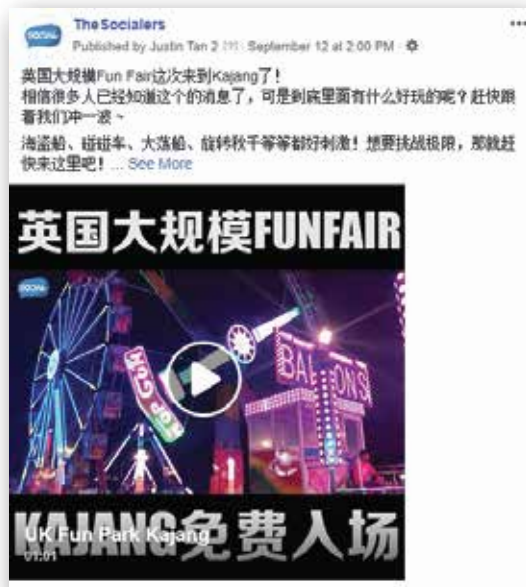 The Socialers
Published by Justin Tan 2 [?] · September 12 at 2:00 PM ·
英国大规模Fun Fair这次来到Kajang了！
相信很多人已经知道这个的消息了，可是到底里面有什么好玩的呢？赶快跟
着我们冲一波~
海盗船、碰碰车、大荡船、旋转秋千等等都好刺激！想要挑战极限，那就赶
快来这里吧！... See More
英国大规模FUNFAIR
SOCIAL
TOP GUN
BALLOONS
KAJANG免费入场
UK Fun Park Kajang
01:01